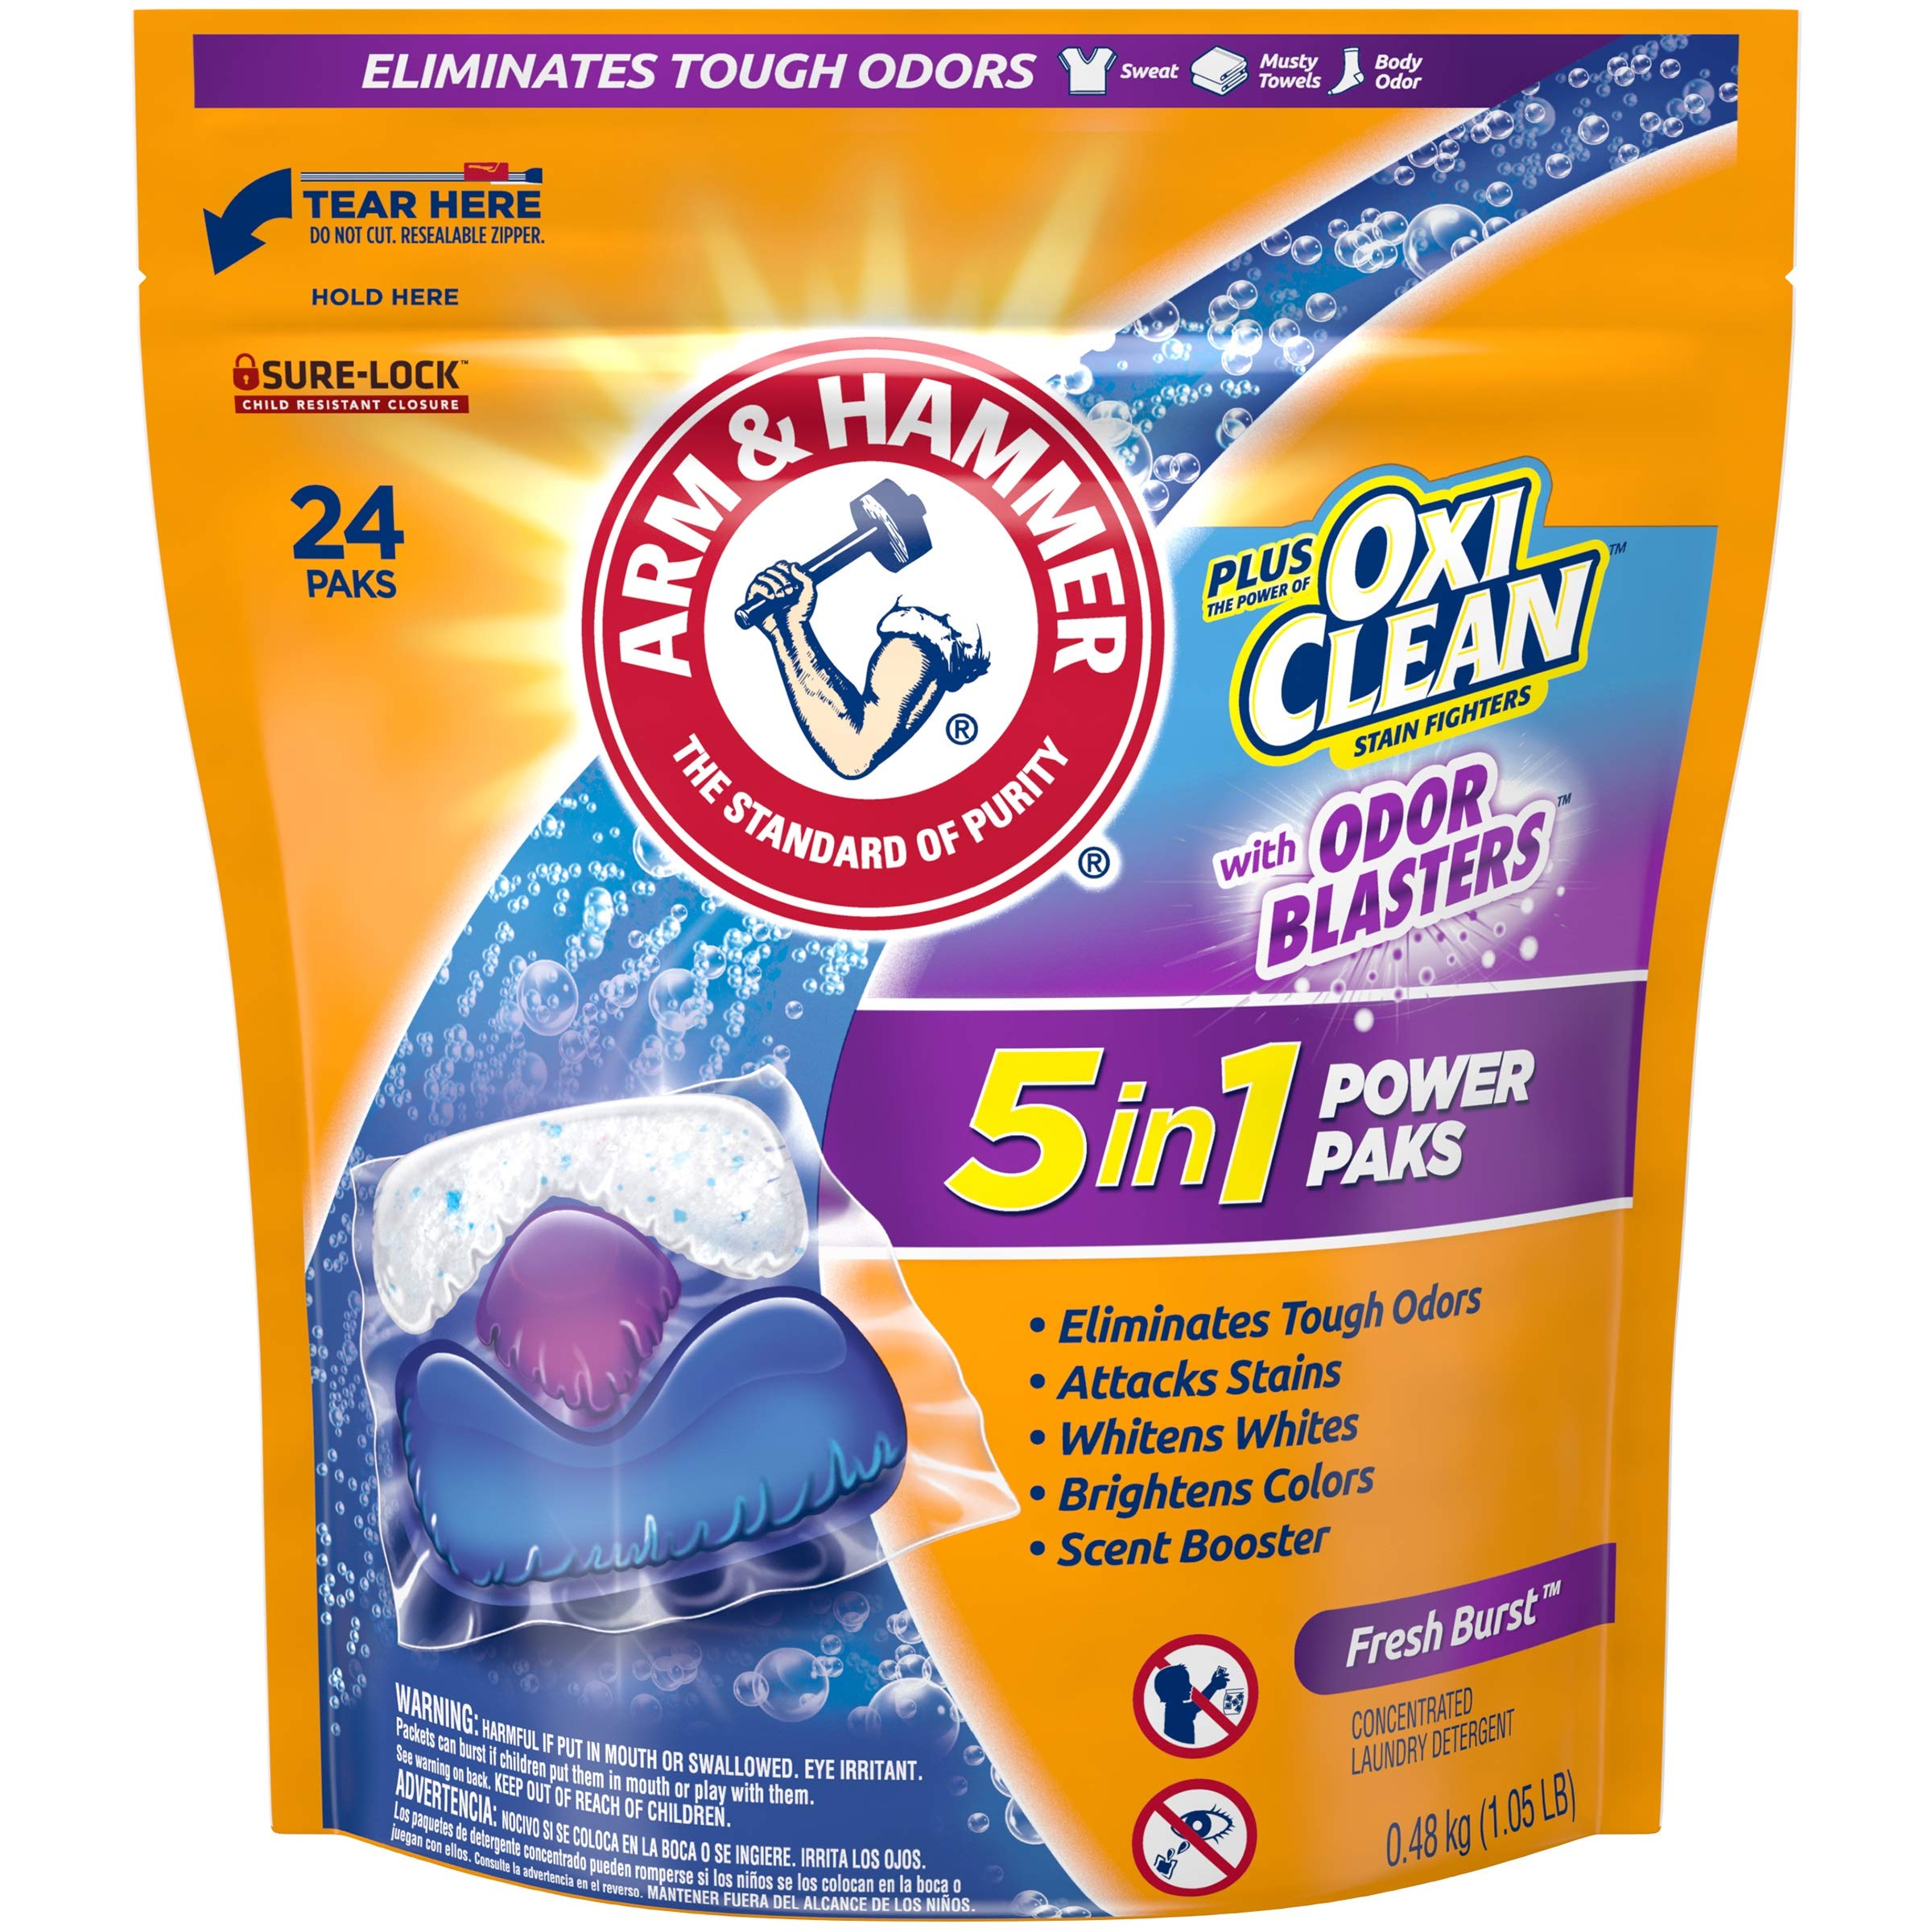 ELIMINATES TOUGH ODORS
Sweat
Musty
Towels
Body
Odor
TEAR HERE
DO NOT CUT. RESEALABLE ZIPPER.
HOLD HERE
SURE-LOCK™
CHILD RESISTANT CLOSURE
24
PAKS
ARM & HAMMER
®
THE STANDARD OF PURITY
®
PLUS
THE POWER OF
OXI
CLEAN™
STAIN FIGHTERS
with ODOR
BLASTERS™
5in1 POWER
PAKS
• Eliminates Tough Odors
• Attacks Stains
• Whitens Whites
• Brightens Colors
• Scent Booster
Fresh Burst™
CONCENTRATED
LAUNDRY DETERGENT
0.48 kg (1.05 LB)
WARNING: HARMFUL IF PUT IN MOUTH OR SWALLOWED. EYE IRRITANT.
Packets can burst if children put them in mouth or play with them.
See warning on back. KEEP OUT OF REACH OF CHILDREN.
ADVERTENCIA: NOCIVO SI SE COLOCA EN LA BOCA O SE INGIERE. IRRITA LOS OJOS.
Los paquetes de detergente concentrado pueden romperse si los niños se los colocan en la boca o
juegan con ellos. Consulte la advertencia en el reverso. MANTENER FUERA DEL ALCANCE DE LOS NIÑOS.